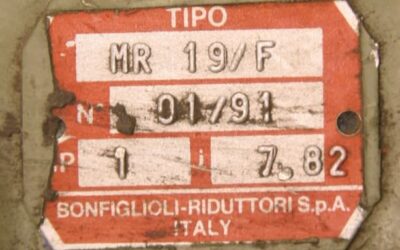 TIPO
MR 19/F
N° 01/91
P 1 i 7.82
BONFIGLIOLI-RIDUTTORI S.p.A.
ITALY